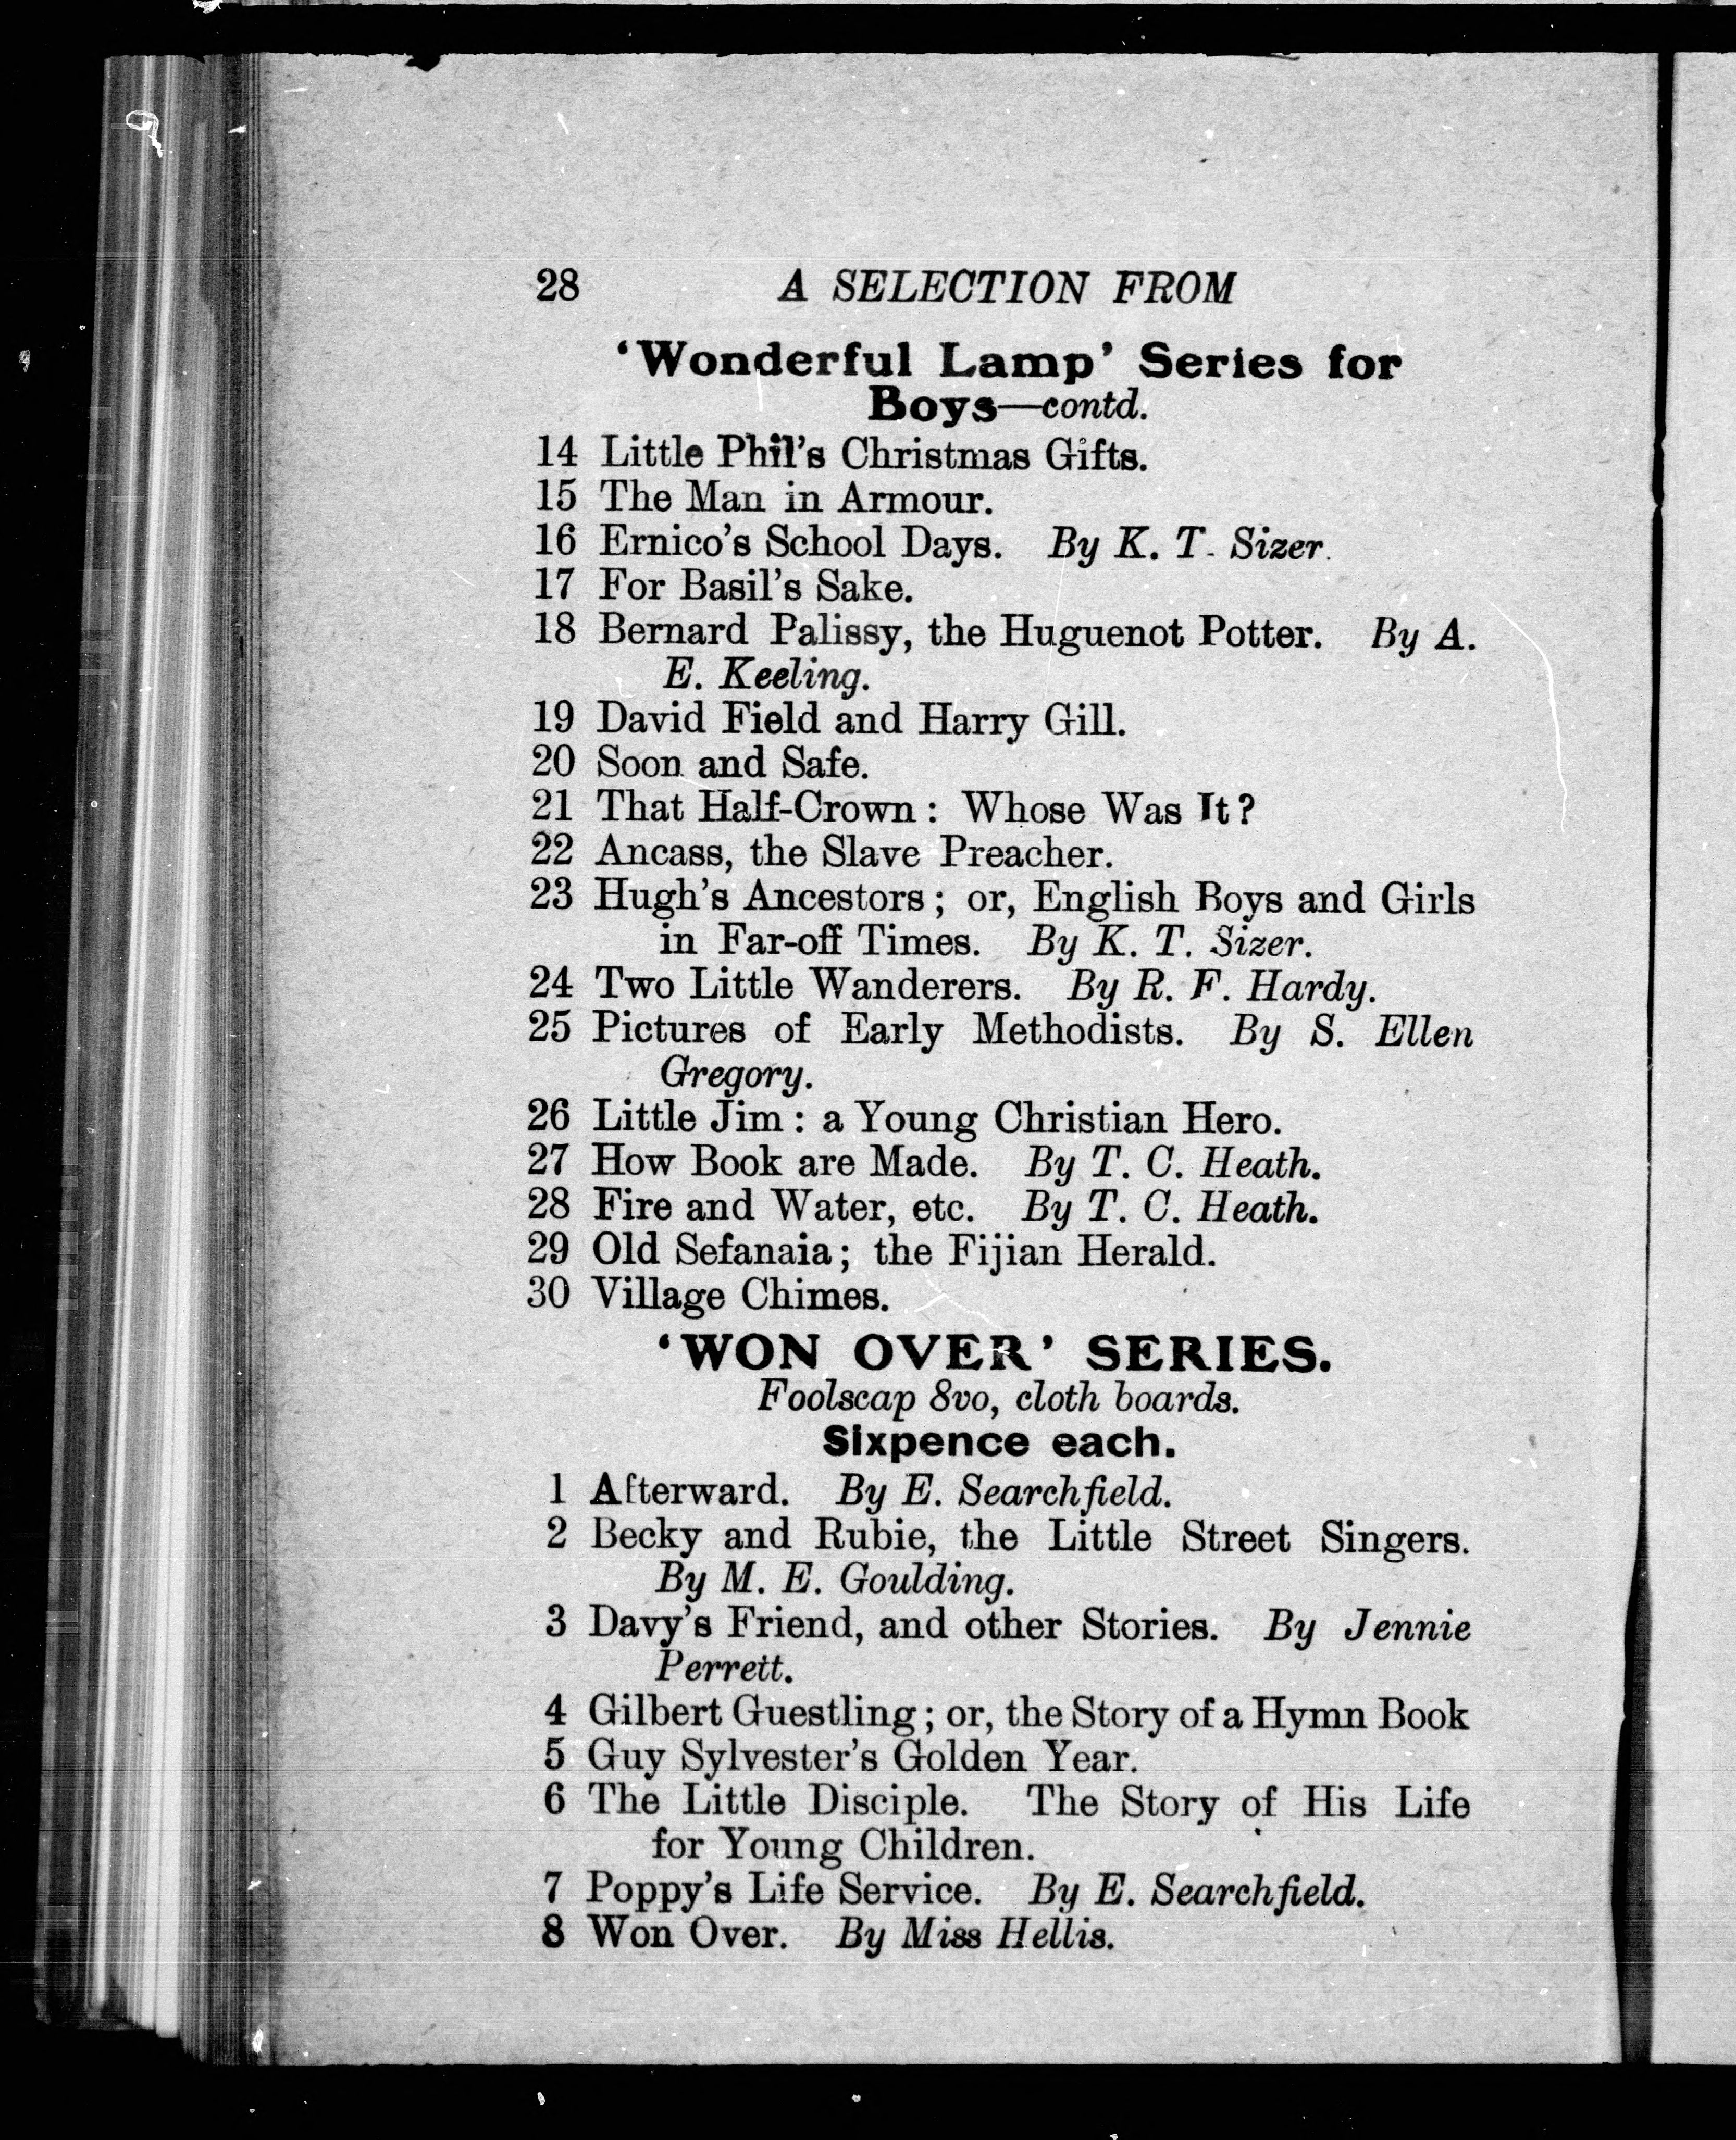 28 A SELECTION FROM
‘Wonderful Lamp’ Series for
Boys—contd.
14 Little Phil’s Christmas Gifts.
15 The Man in Armour.
16 Ernico’s School Days. By K. T. Sizer.
17 For Basil’s Sake.
18 Bernard Palissy, the Huguenot Potter. By A.
E. Keeling.
19 David Field and Harry Gill.
20 Soon and Safe.
21 That Half-Crown: Whose Was It?
22 Ancass, the Slave Preacher.
23 Hugh’s Ancestors; or, English Boys and Girls
in Far-off Times. By K. T. Sizer.
24 Two Little Wanderers. By R. F. Hardy.
25 Pictures of Early Methodists. By S. Ellen
Gregory.
26 Little Jim: a Young Christian Hero.
27 How Book are Made. By T. C. Heath.
28 Fire and Water, etc. By T. C. Heath.
29 Old Sefanaia; the Fijian Herald.
30 Village Chimes.
‘WON OVER’ SERIES.
Foolscap 8vo, cloth boards.
Sixpence each.
1 Afterward. By E. Searchfield.
2 Becky and Rubie, the Little Street Singers.
By M. E. Goulding.
3 Davy’s Friend, and other Stories. By Jennie
Perrett.
4 Gilbert Guestling; or, the Story of a Hymn Book
5 Guy Sylvester’s Golden Year.
6 The Little Disciple. The Story of His Life
for Young Children.
7 Poppy’s Life Service. By E. Searchfield.
8 Won Over. By Miss Hellis.